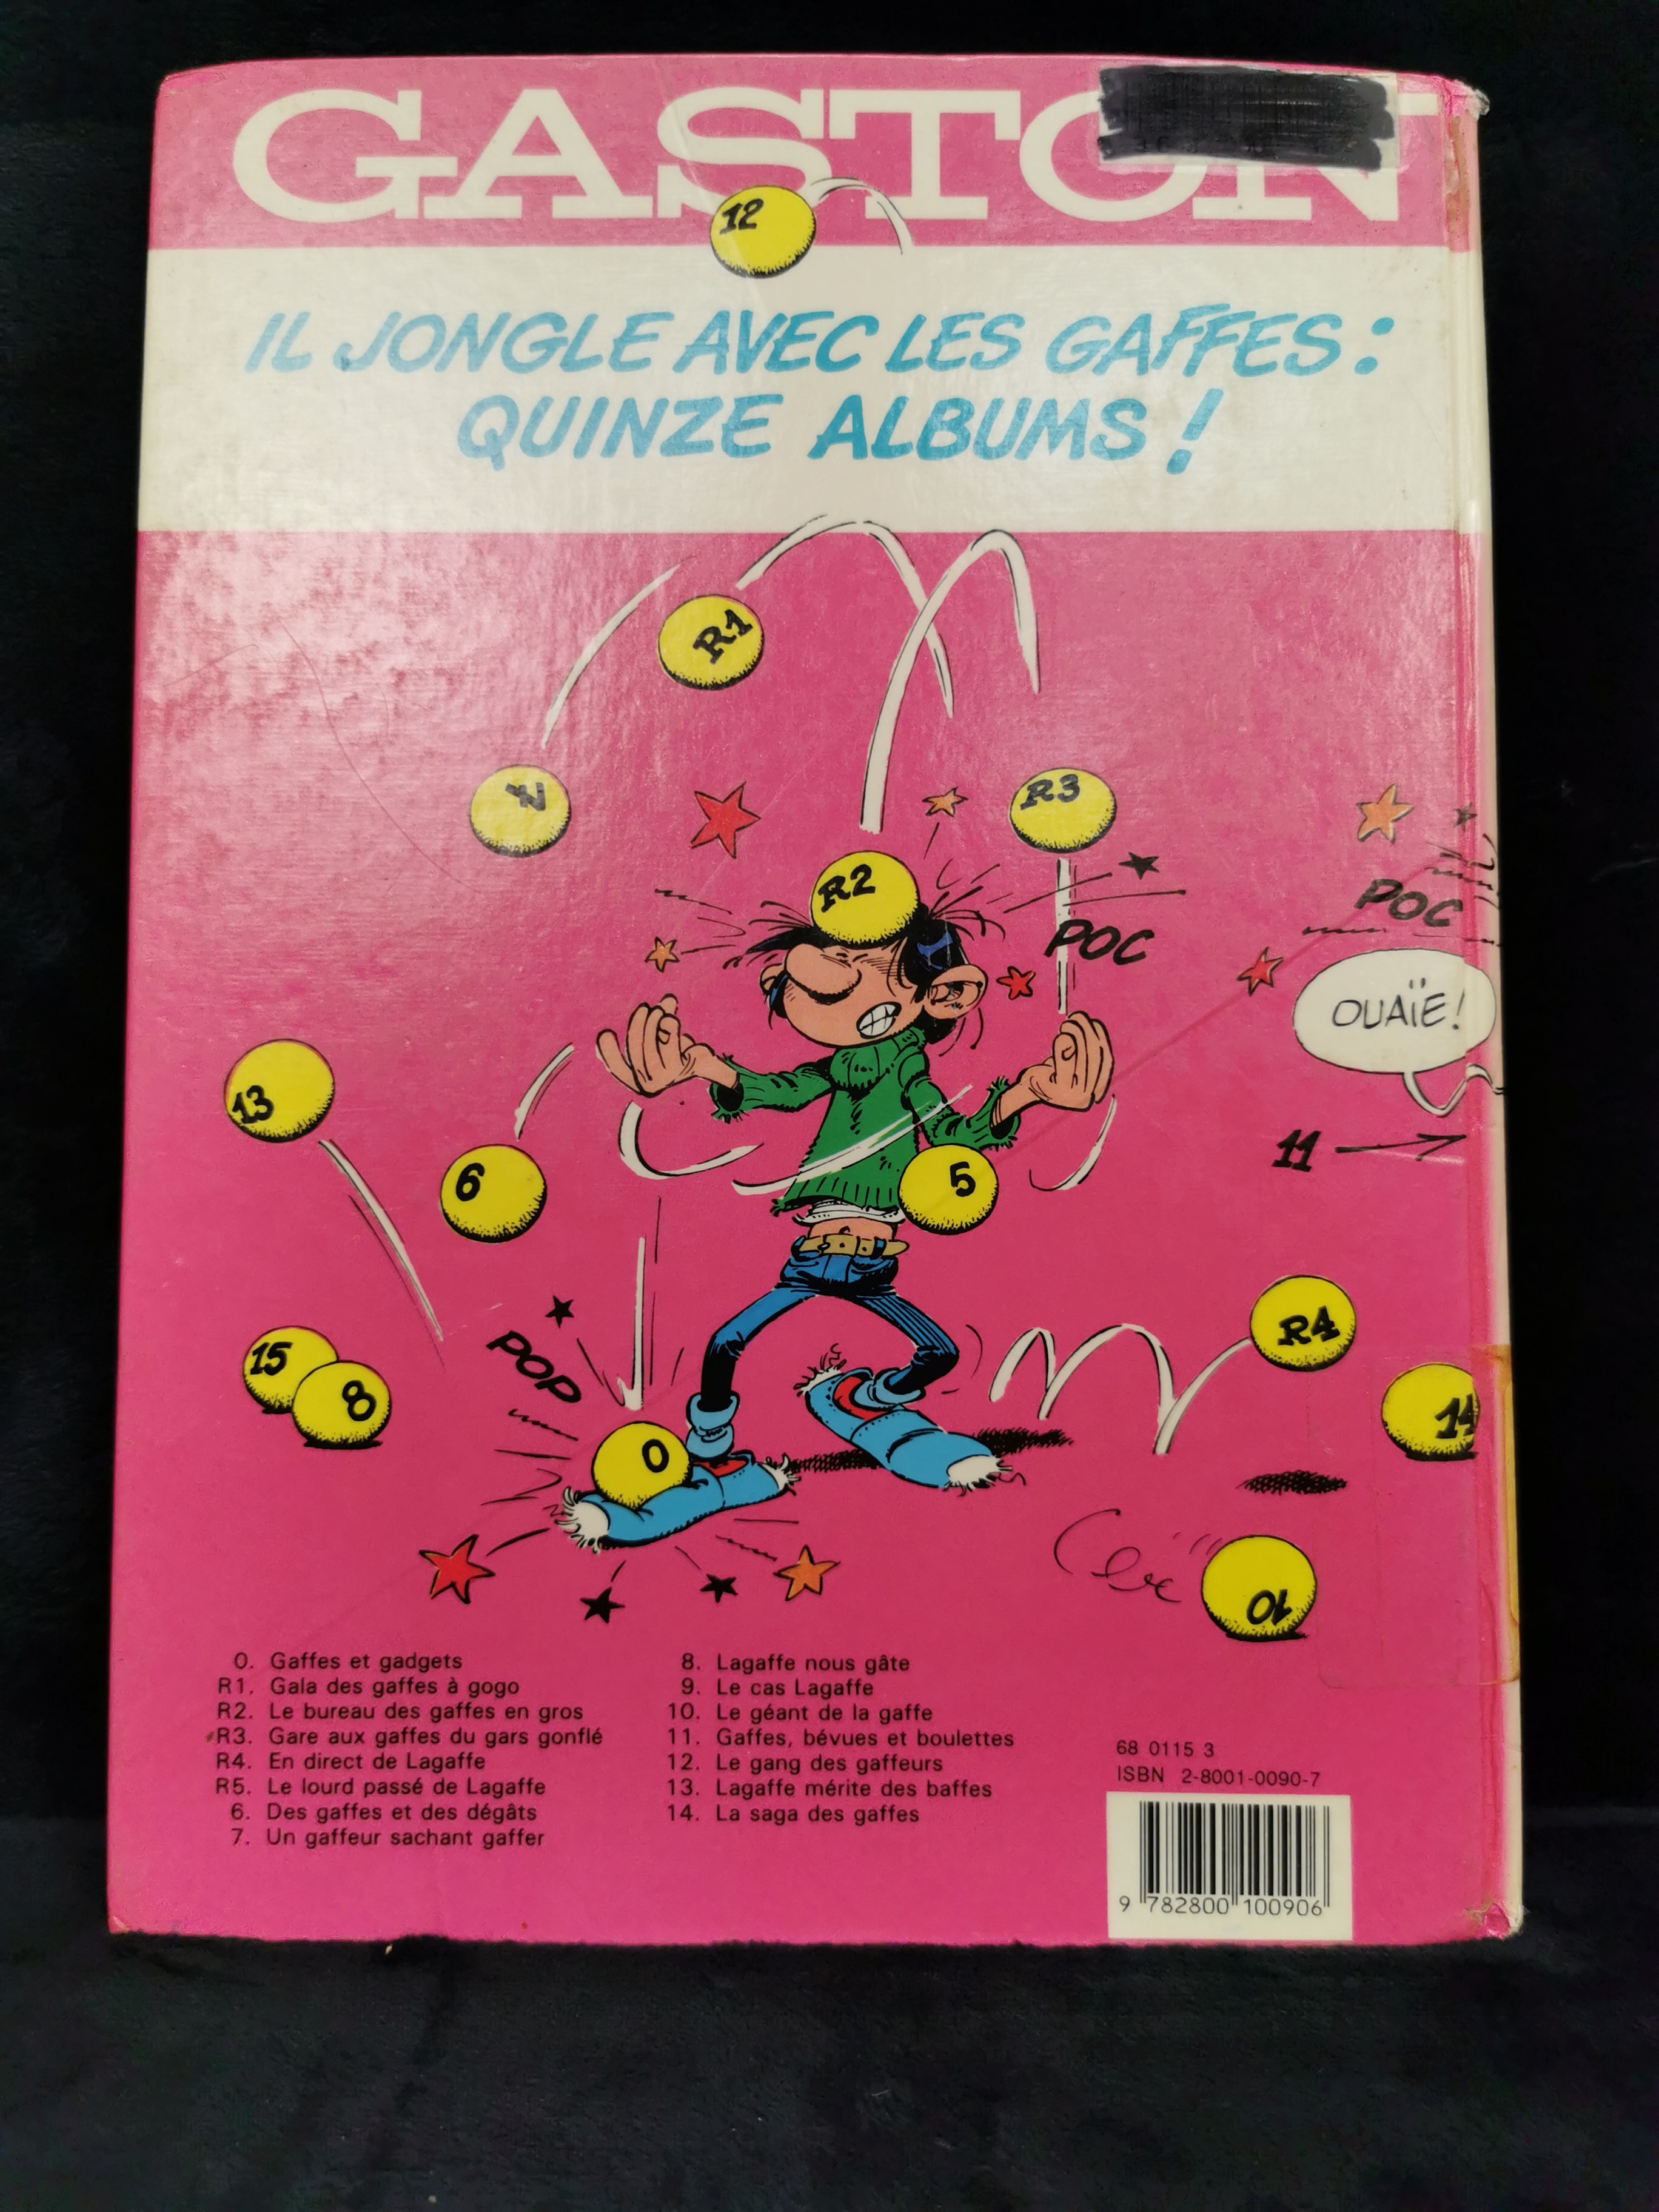 GASTON
12
IL JONGLE AVEC LES GAFFES :
QUINZE ALBUMS !
R1
7
R3
R2
POC
POC
OUAÏE !
13
6
5
11
R4
15
8
POP
0
14
10
0. Gaffes et gadgets
R1. Gala des gaffes à gogo
R2. Le bureau des gaffes en gros
R3. Gare aux gaffes du gars gonflé
R4. En direct de Lagaffe
R5. Le lourd passé de Lagaffe
6. Des gaffes et des dégâts
7. Un gaffeur sachant gaffer
8. Lagaffe nous gâte
9. Le cas Lagaffe
10. Le géant de la gaffe
11. Gaffes, bévues et boulettes
12. Le gang des gaffeurs
13. Lagaffe mérite des baffes
14. La saga des gaffes
68 0115 3
ISBN 2-8001-0090-7
9 782800 100906